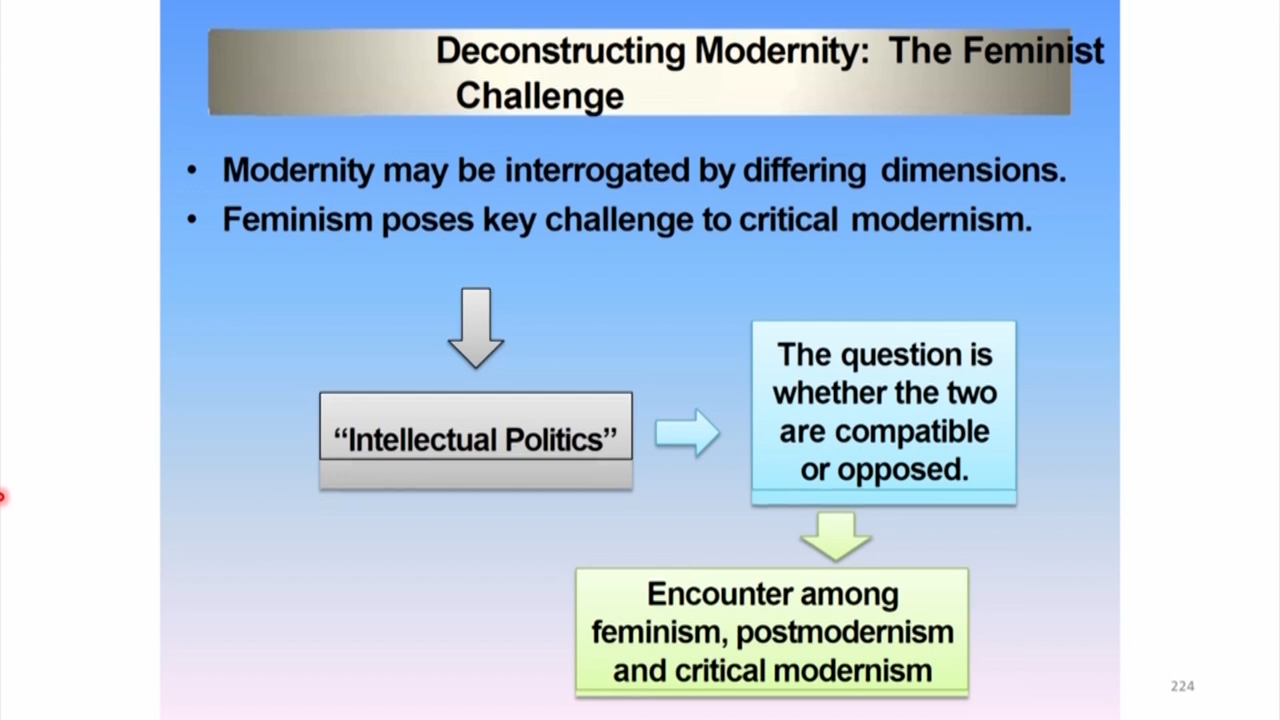 Deconstructing Modernity: The Feminist
Challenge
• Modernity may be interrogated by differing dimensions.
• Feminism poses key challenge to critical modernism.
“Intellectual Politics”
The question is
whether the two
are compatible
or opposed.
Encounter among
feminism, postmodernism
and critical modernism
224